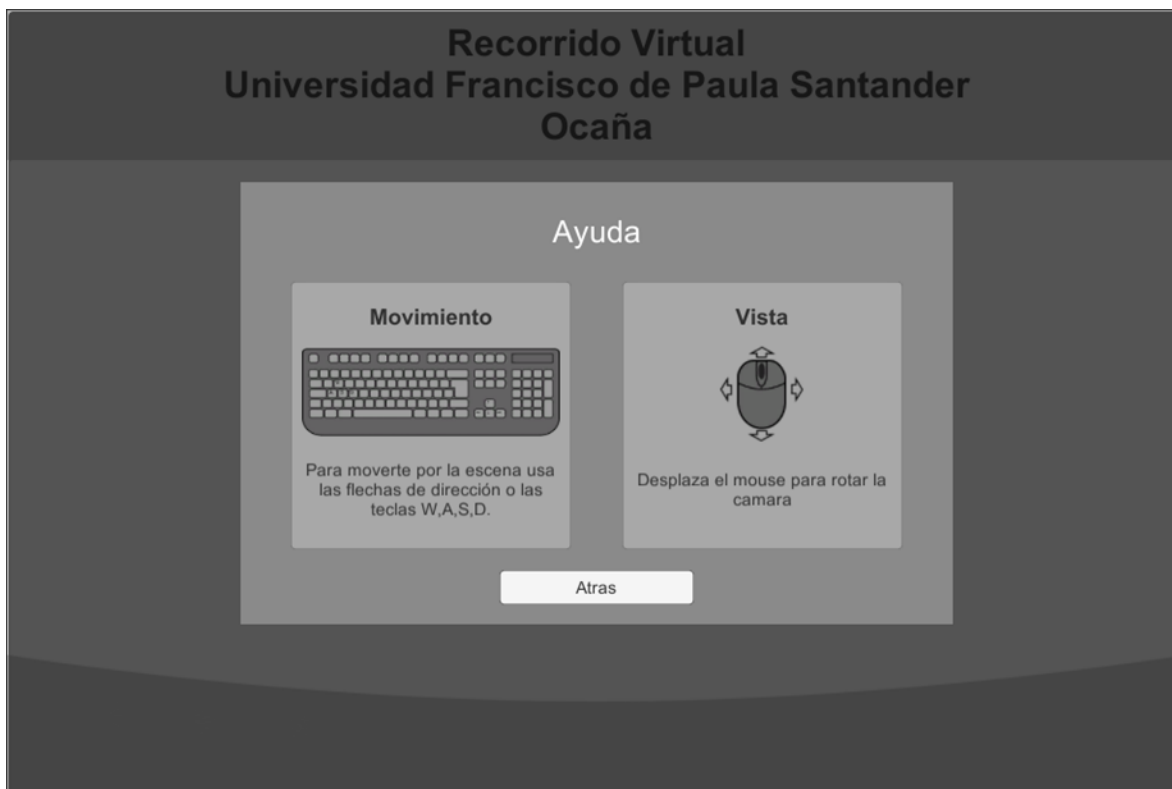 Recorrido Virtual
Universidad Francisco de Paula Santander
Ocaña
Ayuda
Movimiento
Para moverte por la escena usa
las flechas de dirección o las
teclas W,A,S,D.
Vista
Desplaza el mouse para rotar la
camara
Atras